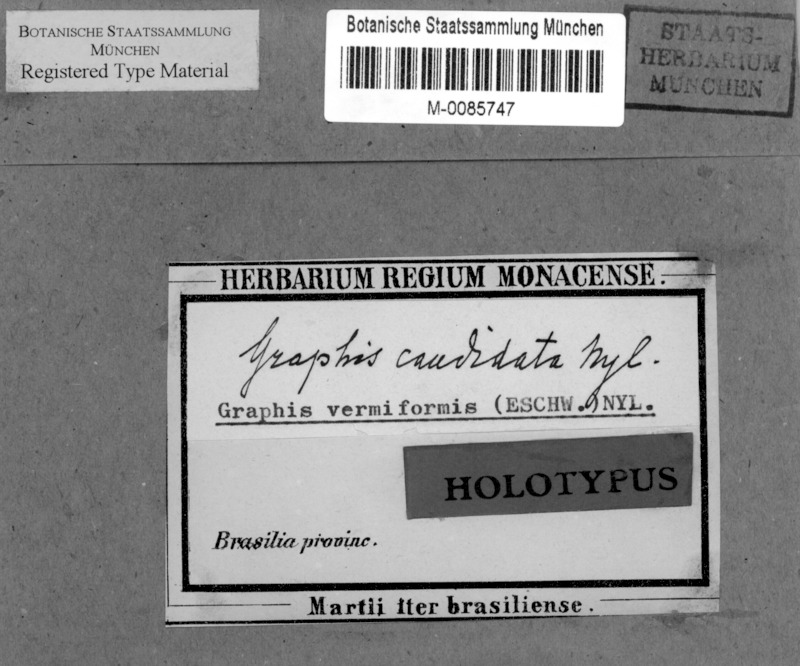 BOTANISCHE STAATSSAMMLUNG
MÜNCHEN
Registered Type Material
Botanische Staatssammlung München
M-0085747
STAATS-
HERBARIUM
MÜNCHEN
HERBARIUM REGIUM MONACENSE.
Graphis candidata Nyl.
Graphis vermiformis (ESCHW.) NYL.
HOLOTYPUS
Brasilia provinc.
Martii iter brasiliense.